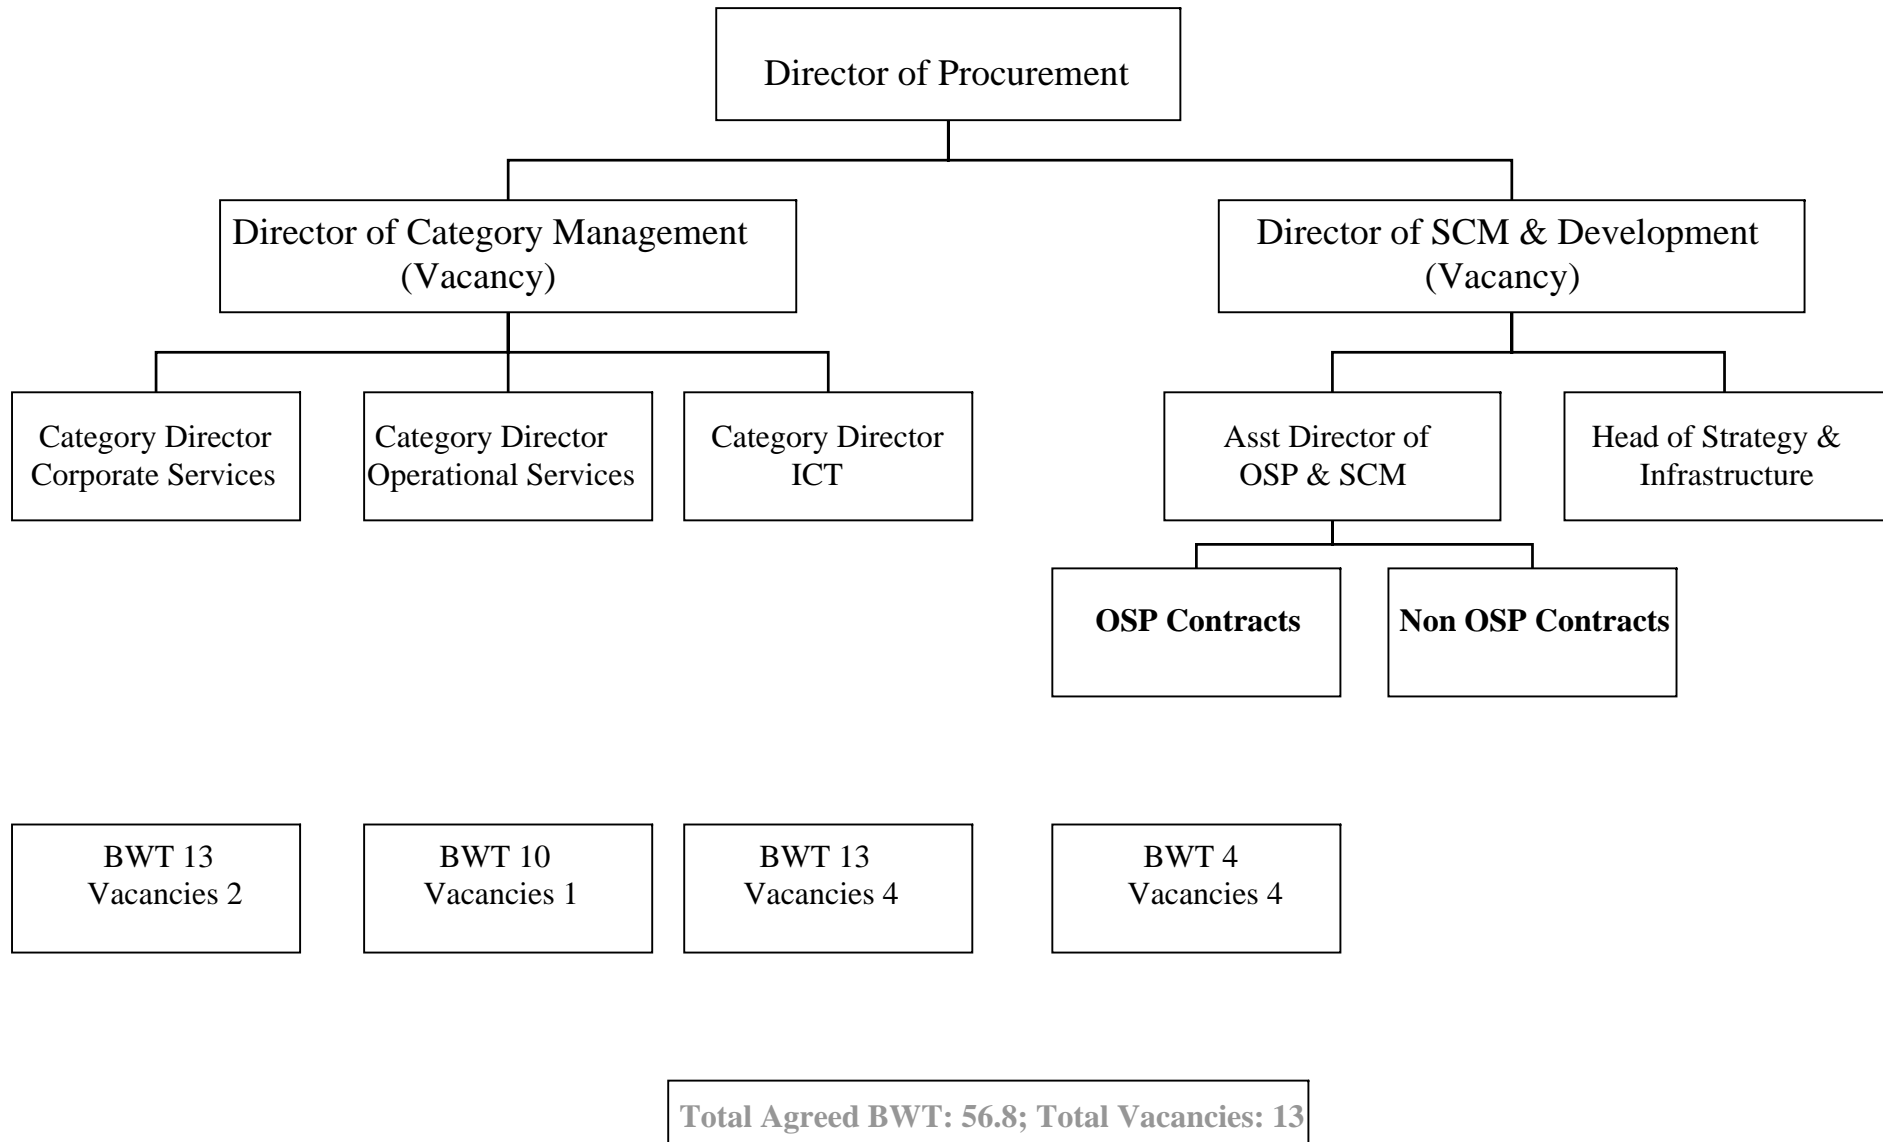 Director of Procurement
Director of Category Management
(Vacancy)
Director of SCM & Development
(Vacancy)
Category Director
Corporate Services
Category Director
Operational Services
Category Director
ICT
Asst Director of
OSP & SCM
Head of Strategy &
Infrastructure
OSP Contracts
Non OSP Contracts
BWT 13
Vacancies 2
BWT 10
Vacancies 1
BWT 13
Vacancies 4
BWT 4
Vacancies 4
Total Agreed BWT: 56.8; Total Vacancies: 13